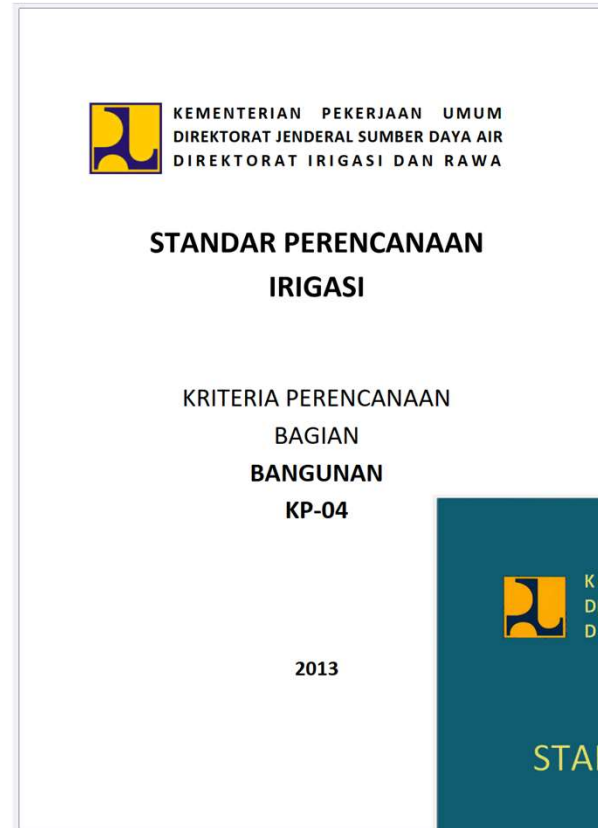 KEMENTERIAN PEKERJAAN UMUM
DIREKTORAT JENDERAL SUMBER DAYA AIR
DIREKTORAT IRIGASI DAN RAWA
STANDAR PERENCANAAN
IRIGASI
KRITERIA PERENCANAAN
BAGIAN
BANGUNAN
KP-04
2013
K
D
D
STA